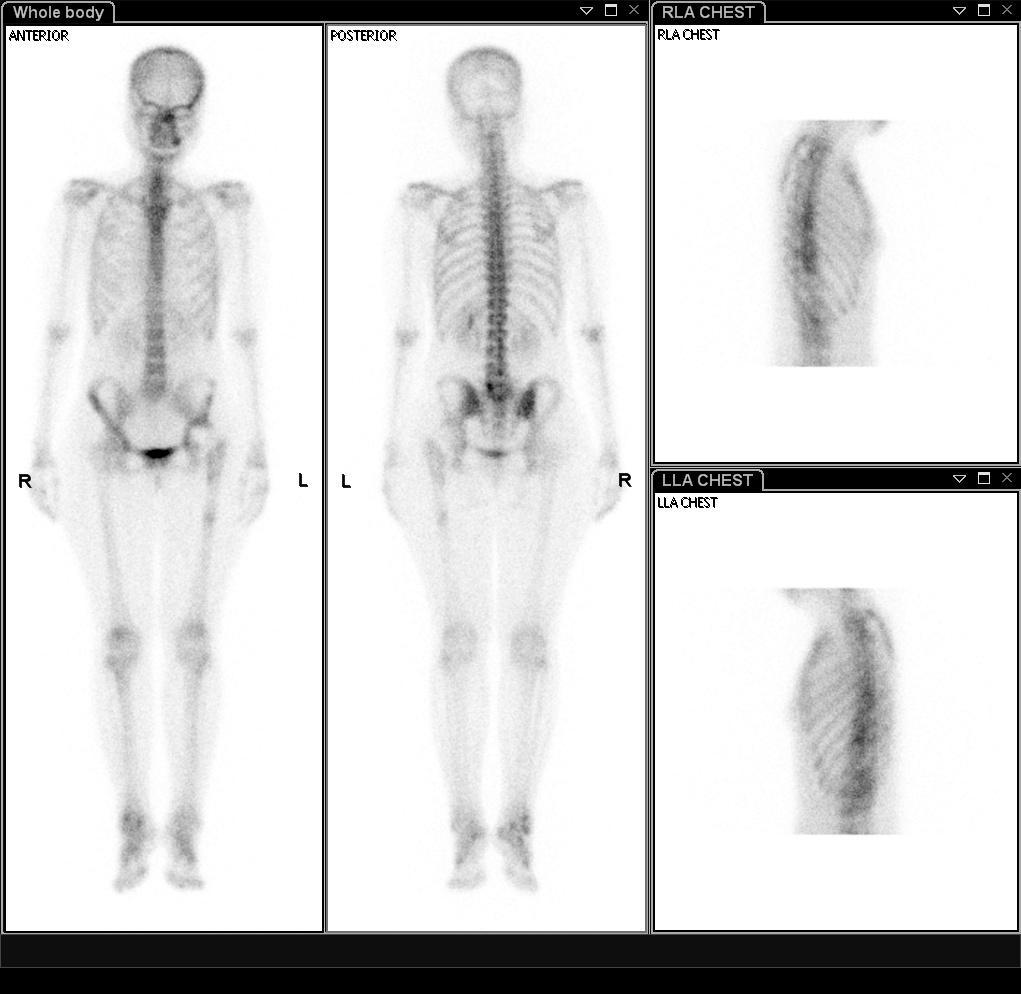 Whole body
ANTERIOR
R
L
POSTERIOR
L
R
RLA CHEST
RLA CHEST
LLA CHEST
LLA CHEST